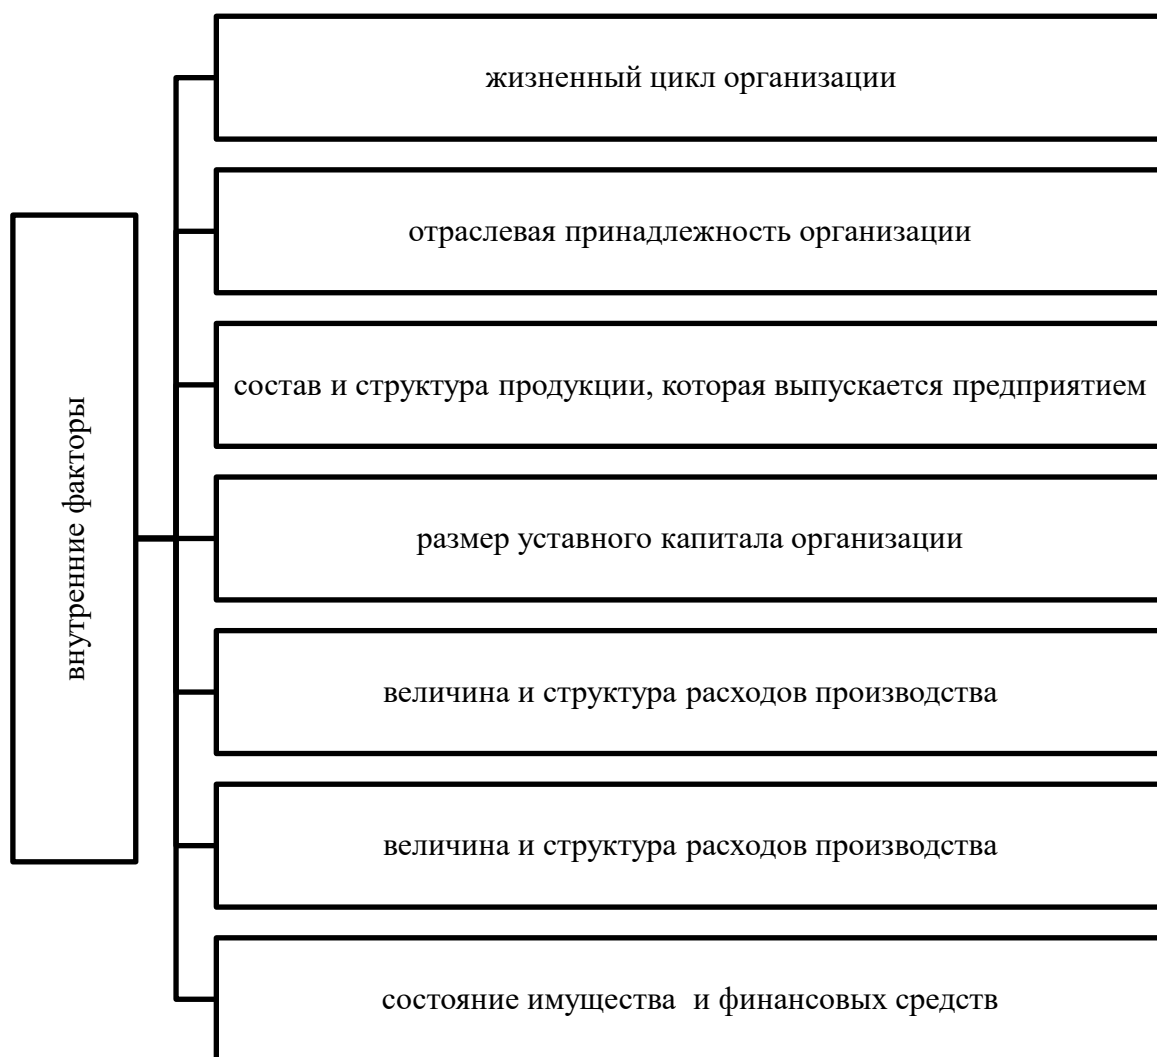 жизненный цикл организации
отраслевая принадлежность организации
состав и структура продукции, которая выпускается предприятием
внутренние факторы
размер уставного капитала организации
величина и структура расходов производства
величина и структура расходов производства
состояние имущества  и финансовых средств